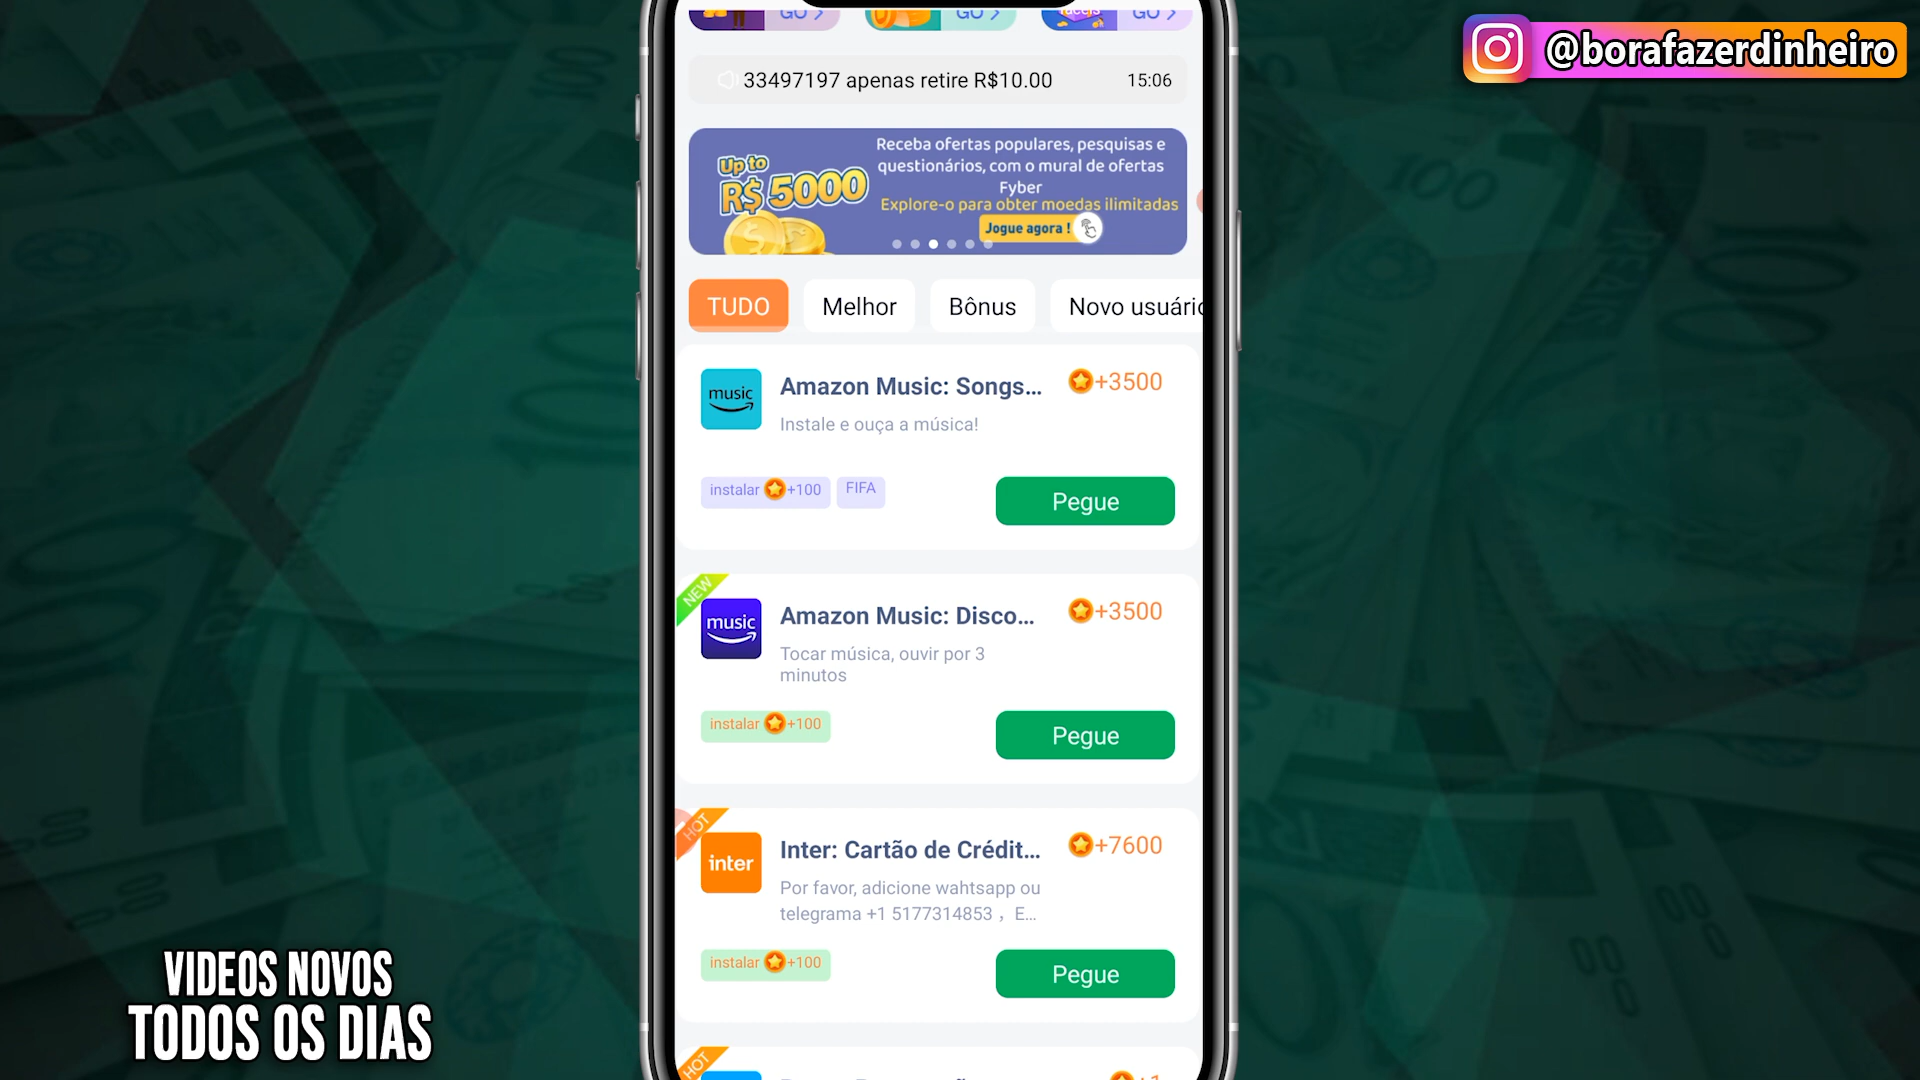 GO >
GO >
GO >
@borafazerdinheiro
33497197 apenas retire R$10.00
15:06
Up to
R$ 5000
Receba ofertas populares, pesquisas e
questionários, com o mural de ofertas
Fyber
Explore-o para obter moedas ilimitadas
Jogue agora !
TUDO
Melhor
Bônus
Novo usuário
music
Amazon Music: Songs...
+3500
Instale e ouça a música!
instalar +100
FIFA
Pegue
NEW
music
Amazon Music: Disco...
+3500
Tocar música, ouvir por 3
minutos
instalar +100
Pegue
HOT
inter
Inter: Cartão de Crédit...
+7600
Por favor, adicione wahtsapp ou
telegrama +1 5177314853 ，E...
instalar +100
Pegue
HOT
VIDEOS NOVOS
TODOS OS DIAS